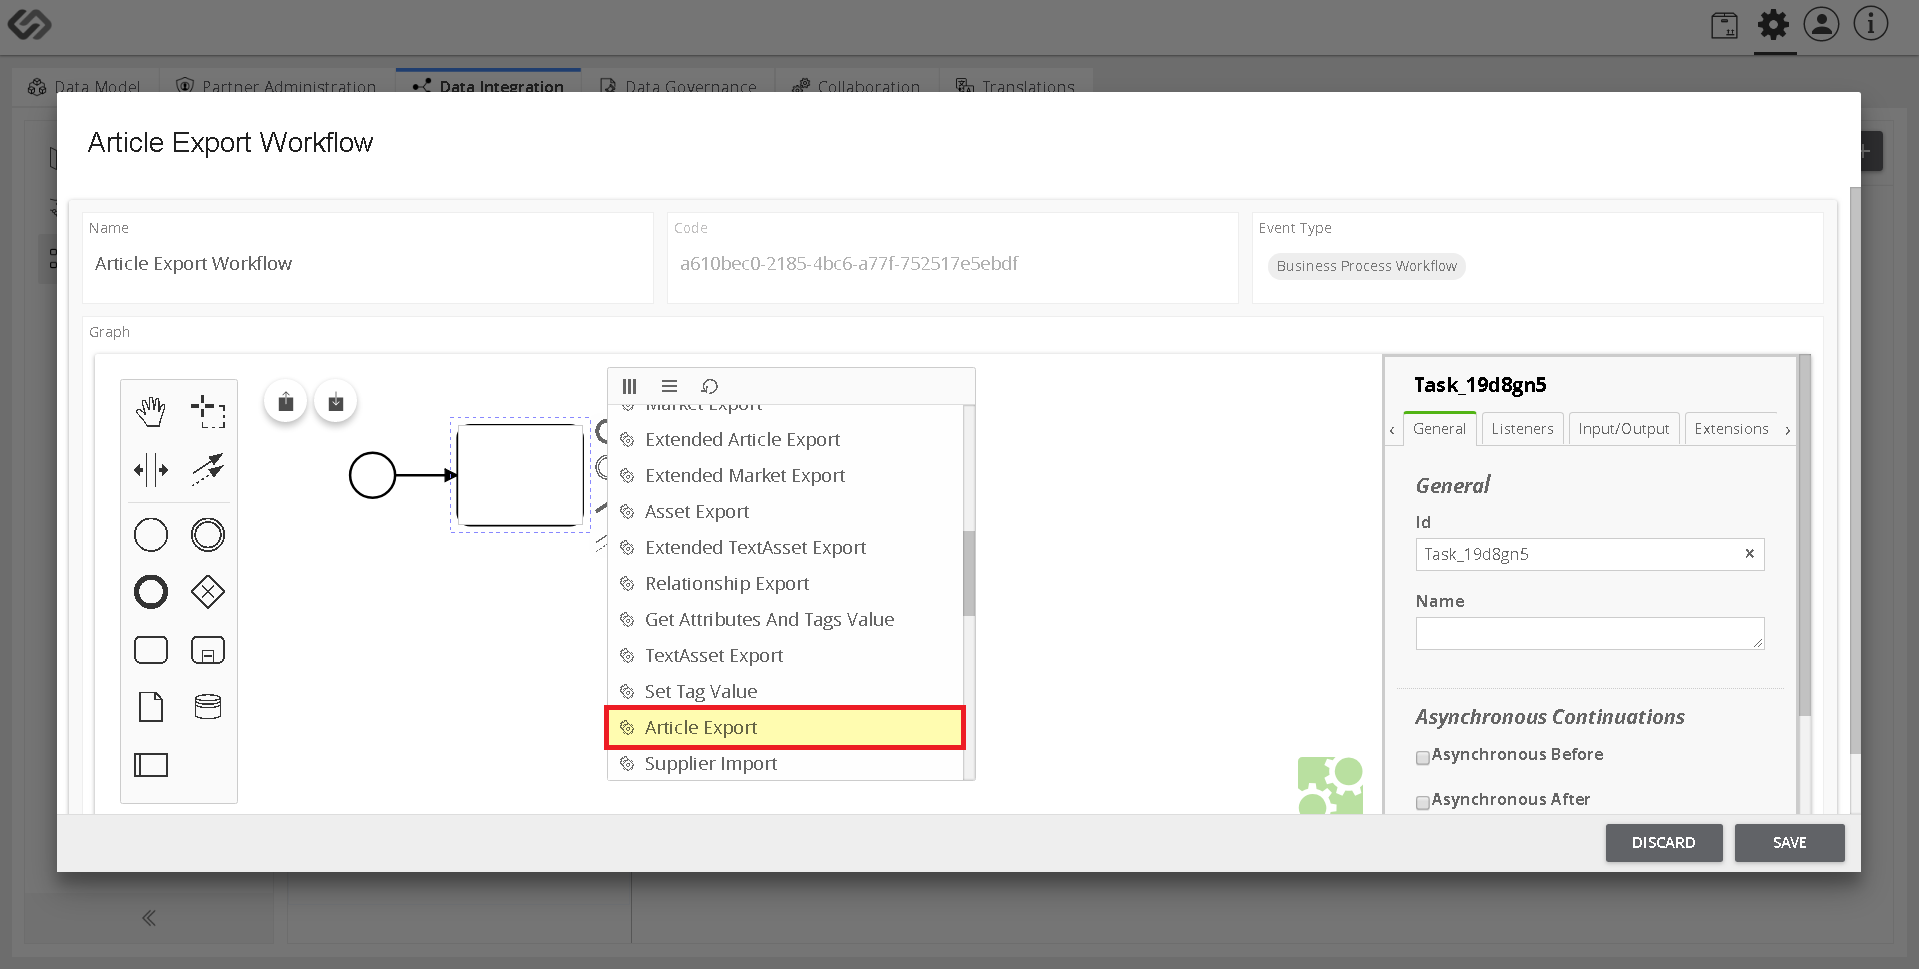 Data Model
Partner Administration
Data Integration
Data Governance
Collaboration
Translations
Article Export Workflow
Name
Article Export Workflow
Code
a610bec0-2185-4bc6-a77f-752517e5ebdf
Event Type
Business Process Workflow
Graph
Market Export
Extended Article Export
Extended Market Export
Asset Export
Extended TextAsset Export
Relationship Export
Get Attributes And Tags Value
TextAsset Export
Set Tag Value
Article Export
Supplier Import
Task_19d8gn5
General
Listeners
Input/Output
Extensions
General
Id
Task_19d8gn5
Name
Asynchronous Continuations
Asynchronous Before
Asynchronous After
DISCARD
SAVE